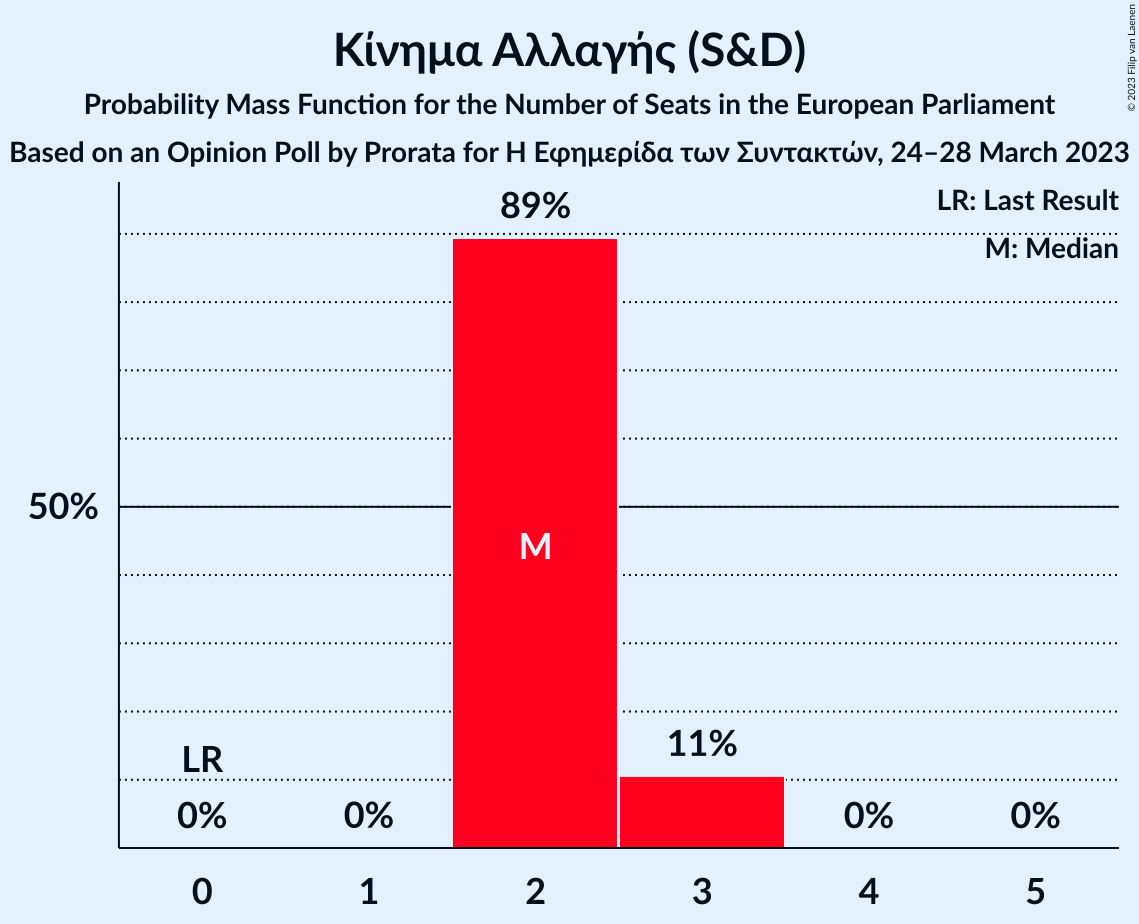 Κίνημα Αλλαγής (S&D)
Probability Mass Function for the Number of Seats in the European Parliament
Based on an Opinion Poll by Prorata for Η Εφημερίδα των Συντακτών, 24–28 March 2023
© 2023 Filip van Laenen
LR: Last Result
M: Median
89%
50%
M
11%
LR
0% 0% 0% 0%
0 1 2 3 4 5